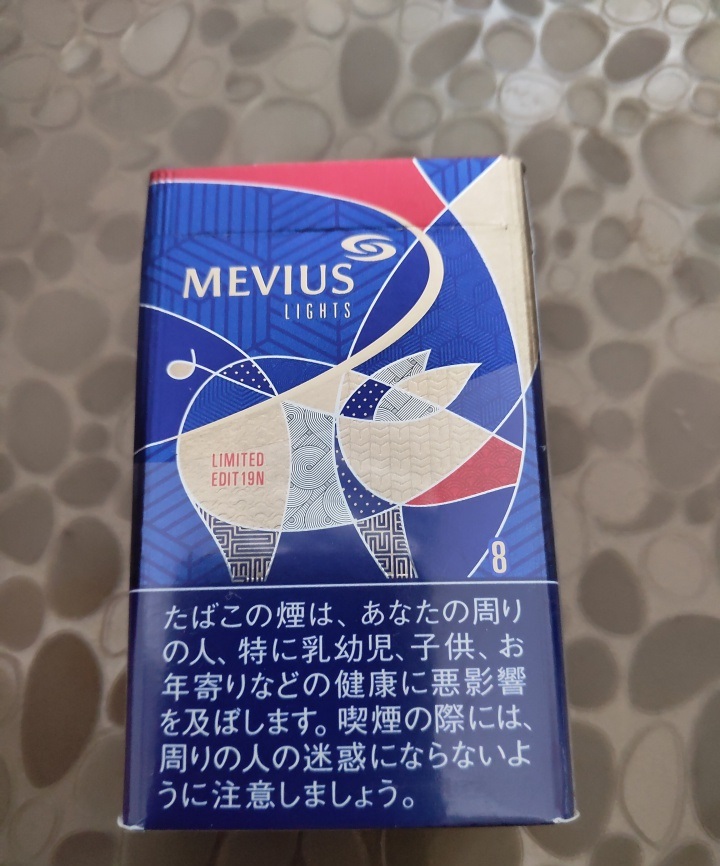 MEVIUS
LIGHTS
LIMITED
EDIT19N
8
たばこの煙は、あなたの周り
の人、特に乳幼児、子供、お
年寄りなどの健康に悪影響
を及ぼします。喫煙の際には、
周りの人の迷惑にならないよ
うに注意しましょう。